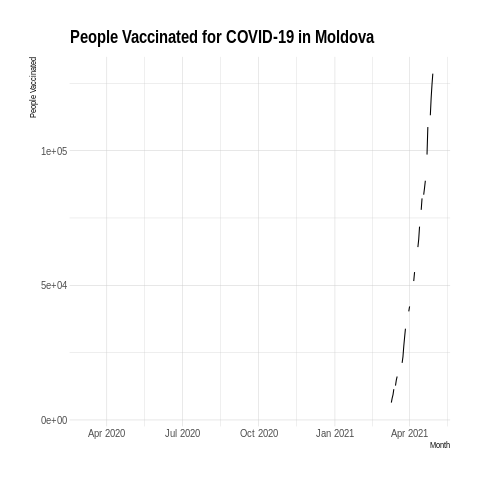 People Vaccinated for COVID-19 in Moldova
People Vaccinated
1e+05
5e+04
0e+00
Apr 2020 Jul 2020 Oct 2020 Jan 2021 Apr 2021
Month